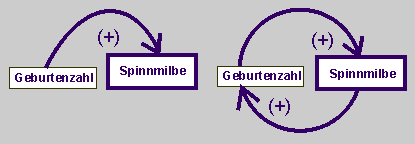 (+)
Geburtenzahl
Spinnmilbe
(+)
Geburtenzahl
Spinnmilbe
(+)